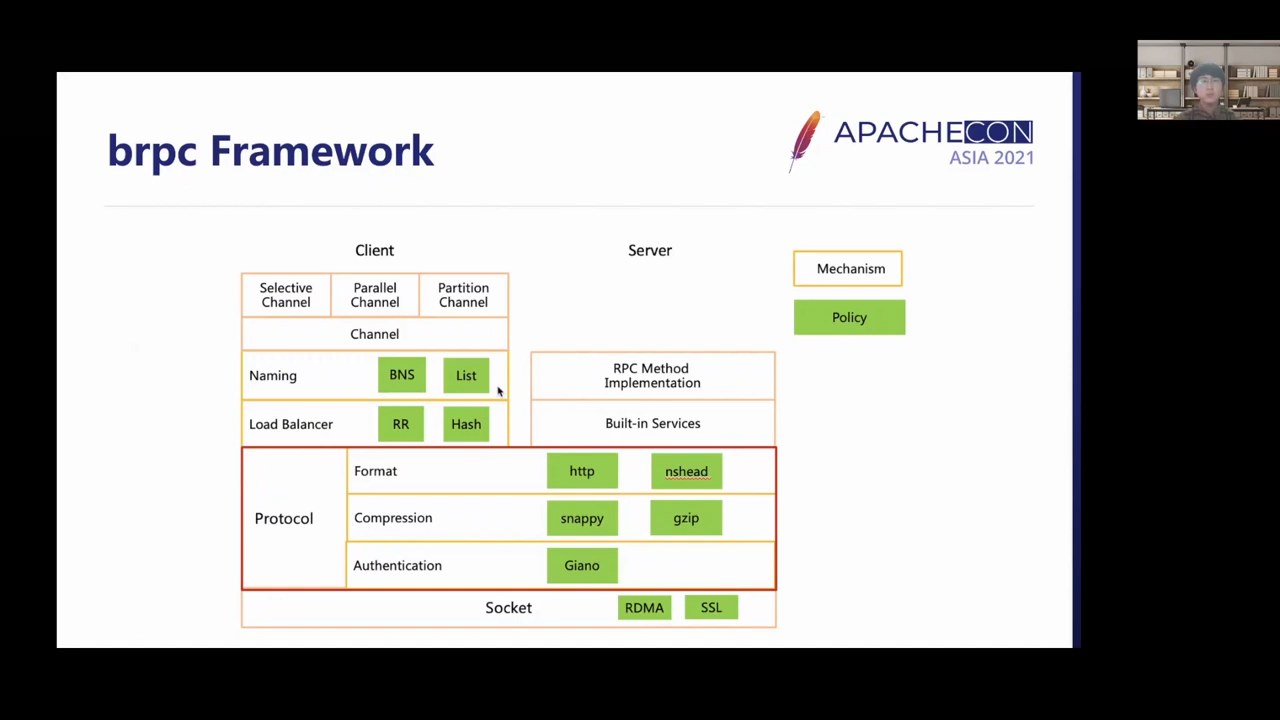 brpc Framework
APACHECON
ASIA 2021
Client
Server
Mechanism
Policy
Selective
Channel
Parallel
Channel
Partition
Channel
Channel
Naming
BNS
List
Load Balancer
RR
Hash
RPC Method
Implementation
Built-in Services
Protocol
Format
http
nshead
Compression
snappy
gzip
Authentication
Giano
Socket
RDMA
SSL